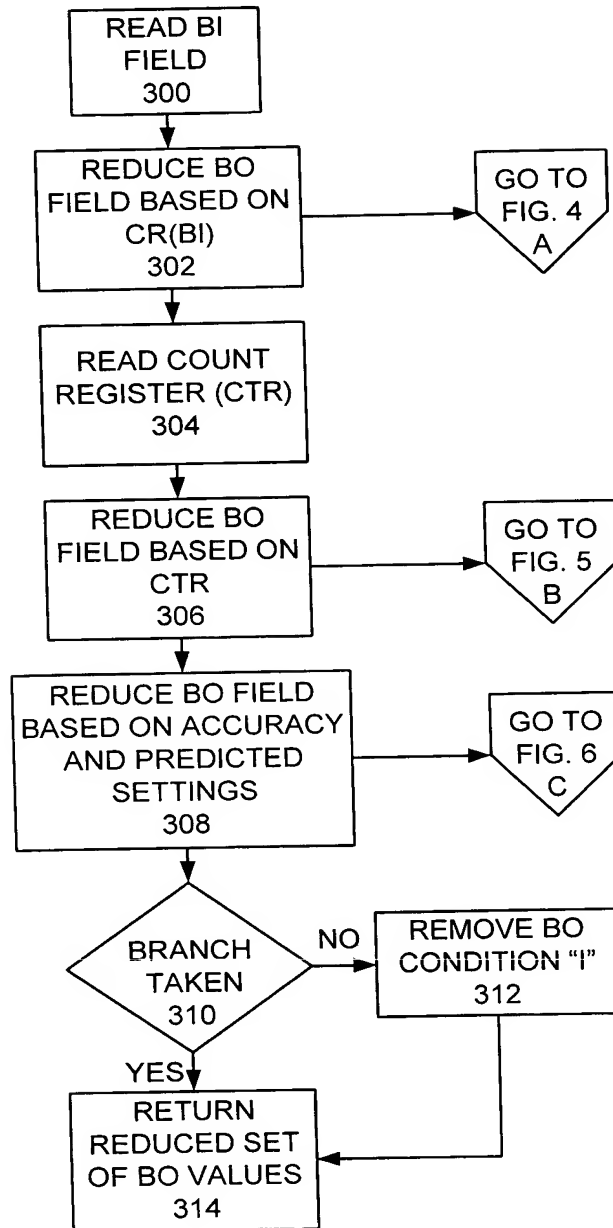 READ BI
FIELD
300
REDUCE BO
FIELD BASED ON
CR(BI)
302
GO TO
FIG. 4
A
READ COUNT
REGISTER (CTR)
304
REDUCE BO
FIELD BASED ON
CTR
306
GO TO
FIG. 5
B
REDUCE BO FIELD
BASED ON ACCURACY
AND PREDICTED
SETTINGS
308
GO TO
FIG. 6
C
BRANCH
TAKEN
310
NO
REMOVE BO
CONDITION “I”
312
YES
RETURN
REDUCED SET
OF BO VALUES
314